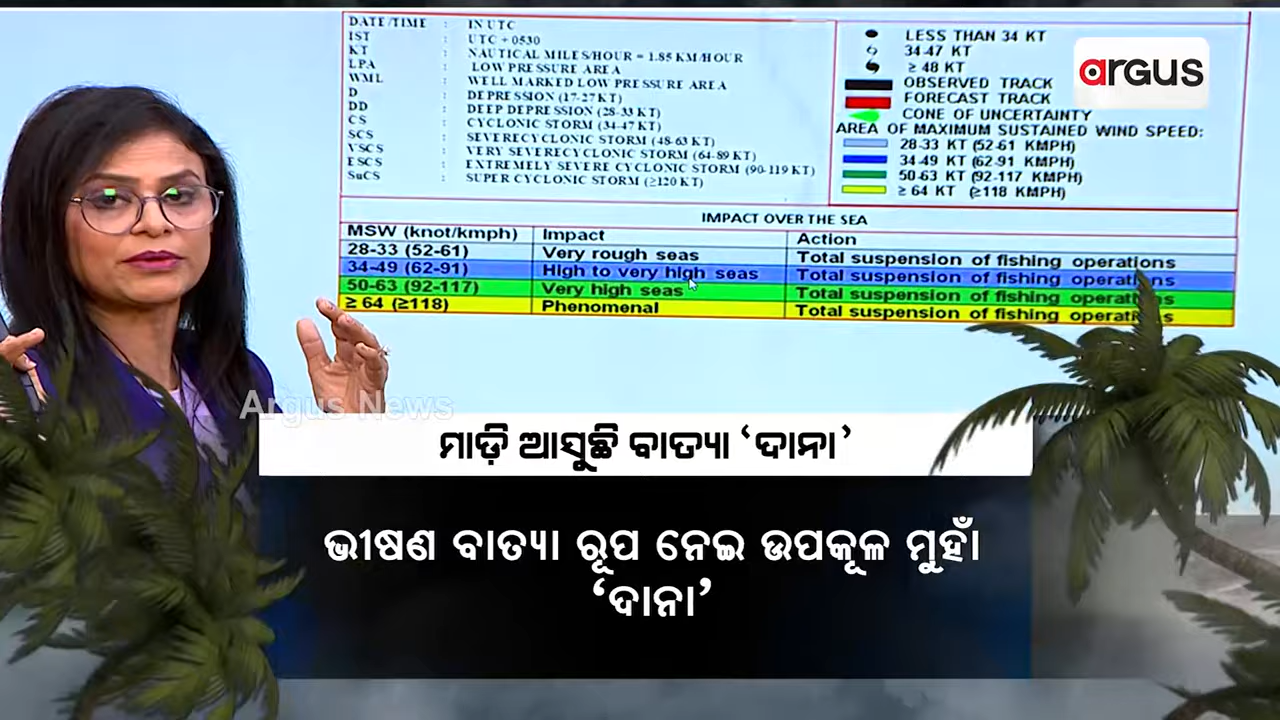 DATE/TIME : IN UTC
IST : UTC + 0530
KT : NAUTICAL MILES/HOUR = 1.85 KM/HOUR
LPA : LOW PRESSURE AREA
WML : WELL MARKED LOW PRESSURE AREA
D : DEPRESSION (17-27 KT)
DD : DEEP DEPRESSION (28-33 KT)
CS : CYCLONIC STORM (34-47 KT)
SCS : SEVERECYCLONIC STORM (48-63 KT)
VSCS : VERY SEVERECYCLONIC STORM (64-89 KT)
ESCS : EXTREMELY SEVERE CYCLONIC STORM (90-119 KT)
SuCS : SUPER CYCLONIC STORM (≥120 KT)
LESS THAN 34 KT
34-47 KT
≥ 48 KT
OBSERVED TRACK
FORECAST TRACK
CONE OF UNCERTAINTY
AREA OF MAXIMUM SUSTAINED WIND SPEED:
28-33 KT (52-61 KMPH)
34-49 KT (62-91 KMPH)
50-63 KT (92-117 KMPH)
≥ 64 KT (≥118 KMPH)
argus
IMPACT OVER THE SEA
MSW (knot/kmph) Impact Action
28-33 (52-61) Very rough seas Total suspension of fishing operations
34-49 (62-91) High to very high seas Total suspension of fishing operations
50-63 (92-117) Very high seas Total suspension of fishing operations
≥ 64 (≥118) Phenomenal Total suspension of fishing operations
Argus News
ମାଡ଼ି ଆସୁଛି ବାତ୍ୟା ‘ଦାନା’
ଭୀଷଣ ବାତ୍ୟା ରୂପ ନେଇ ଉପକୂଳ ମୁହାଁ
‘ଦାନା’